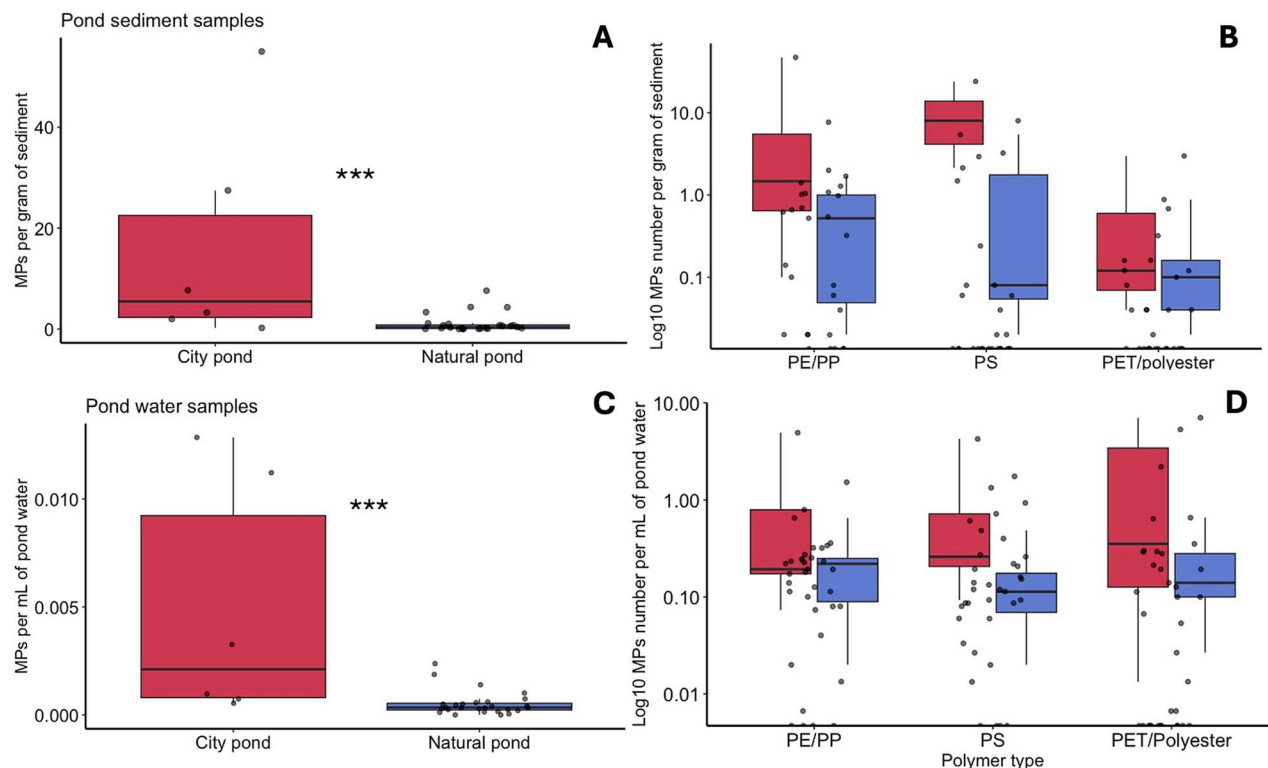 Pond sediment samples
A
MPs per gram of sediment
40
20
0
***
City pond
Natural pond
B
Log10 MPs number per gram of sediment
10.0
1.0
0.1
PE/PP
PS
PET/polyester
Pond water samples
C
MPs per mL of pond water
0.010
0.005
0.000
***
City pond
Natural pond
D
Log10 MPs number per mL of pond water
10.00
1.00
0.10
0.01
PE/PP
PS
PET/Polyester
Polymer type